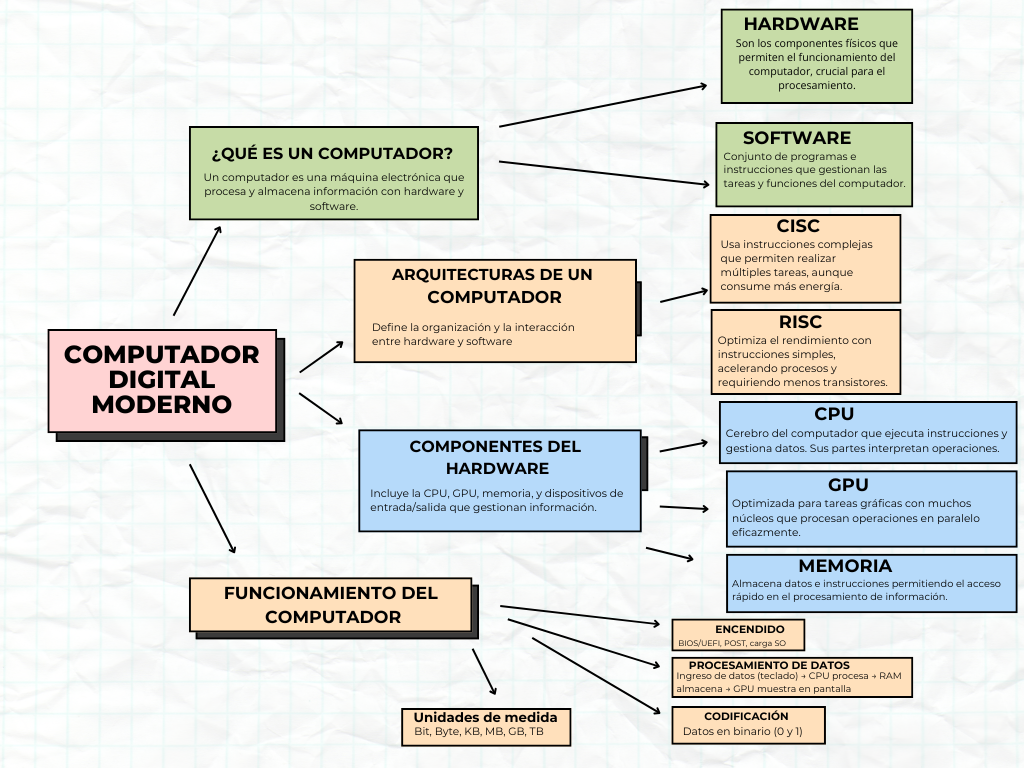 COMPUTADOR
DIGITAL
MODERNO
¿QUÉ ES UN COMPUTADOR?
Un computador es una máquina electrónica que
procesa y almacena información con hardware y
software.
HARDWARE
Son los componentes físicos que
permiten el funcionamiento del
computador, crucial para el
procesamiento.
SOFTWARE
Conjunto de programas e
instrucciones que gestionan las
tareas y funciones del computador.
ARQUITECTURAS DE UN
COMPUTADOR
Define la organización y la interacción
entre hardware y software
CISC
Usa instrucciones complejas
que permiten realizar
múltiples tareas, aunque
consume más energía.
RISC
Optimiza el rendimiento con
instrucciones simples,
acelerando procesos y
requiriendo menos transistores.
COMPONENTES DEL
HARDWARE
Incluye la CPU, GPU, memoria, y dispositivos de
entrada/salida que gestionan información.
CPU
Cerebro del computador que ejecuta instrucciones y
gestiona datos. Sus partes interpretan operaciones.
GPU
Optimizada para tareas gráficas con muchos
núcleos que procesan operaciones en paralelo
eficazmente.
MEMORIA
Almacena datos e instrucciones permitiendo el acceso
rápido en el procesamiento de información.
FUNCIONAMIENTO DEL
COMPUTADOR
ENCENDIDO
BIOS/UEFI, POST, carga SO
PROCESAMIENTO DE DATOS
Ingreso de datos (teclado) → CPU procesa → RAM
almacena → GPU muestra en pantalla
CODIFICACIÓN
Datos en binario (0 y 1)
Unidades de medida
Bit, Byte, KB, MB, GB, TB